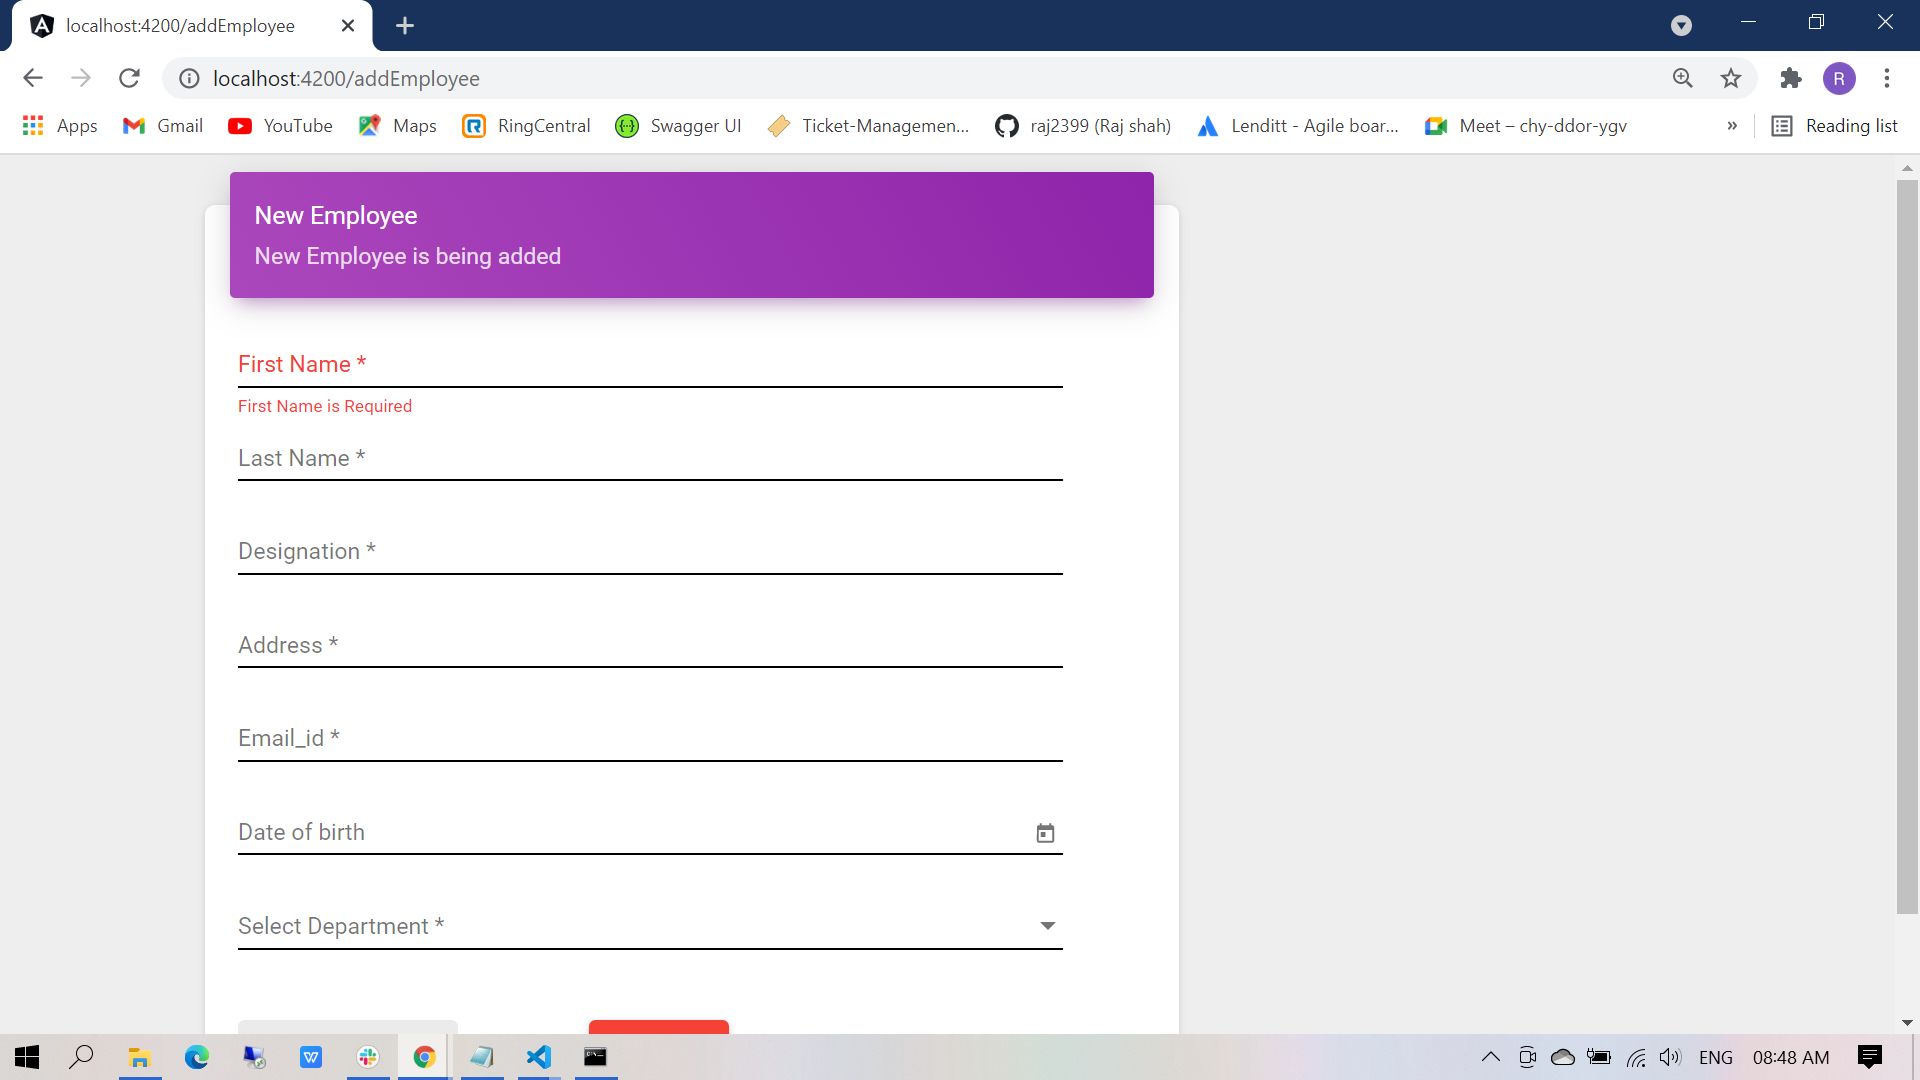 localhost:4200/addEmployee
localhost:4200/addEmployee
R
Apps
Gmail
YouTube
Maps
RingCentral
Swagger UI
Ticket-Managemen...
raj2399 (Raj shah)
Lenditt - Agile boar...
Meet – chy-ddor-ygv
»
Reading list
New Employee
New Employee is being added
First Name *
First Name is Required
Last Name *
Designation *
Address *
Email_id *
Date of birth
Select Department *
ENG
08:48 AM